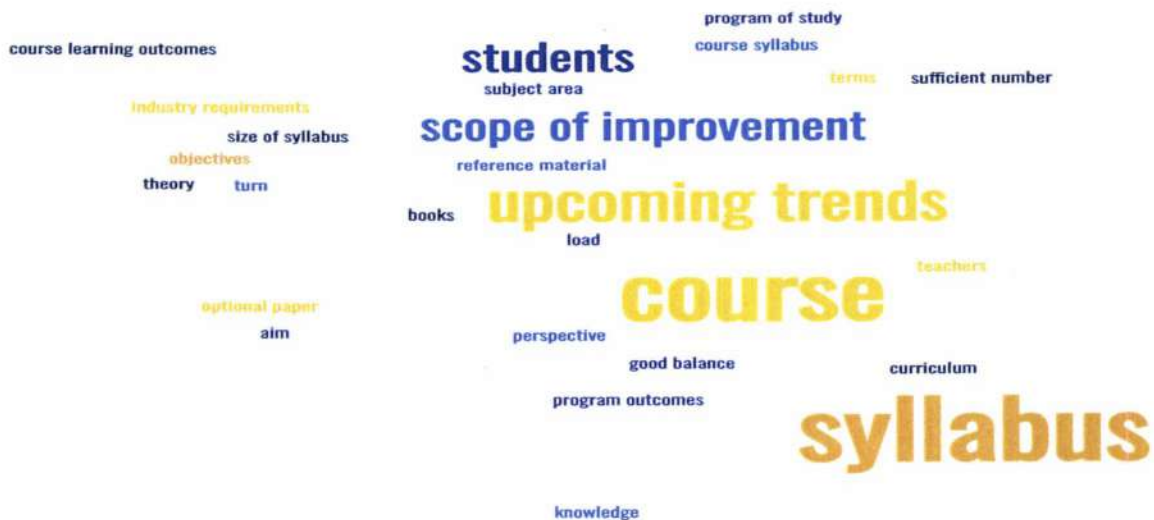 program of study
course learning outcomes
students
course syllabus
terms
sufficient number
subject area
industry requirements
size of syllabus
scope of improvement
objectives
reference material
theory
turn
books
upcoming trends
load
teachers
course
optional paper
aim
perspective
good balance
curriculum
program outcomes
syllabus
knowledge